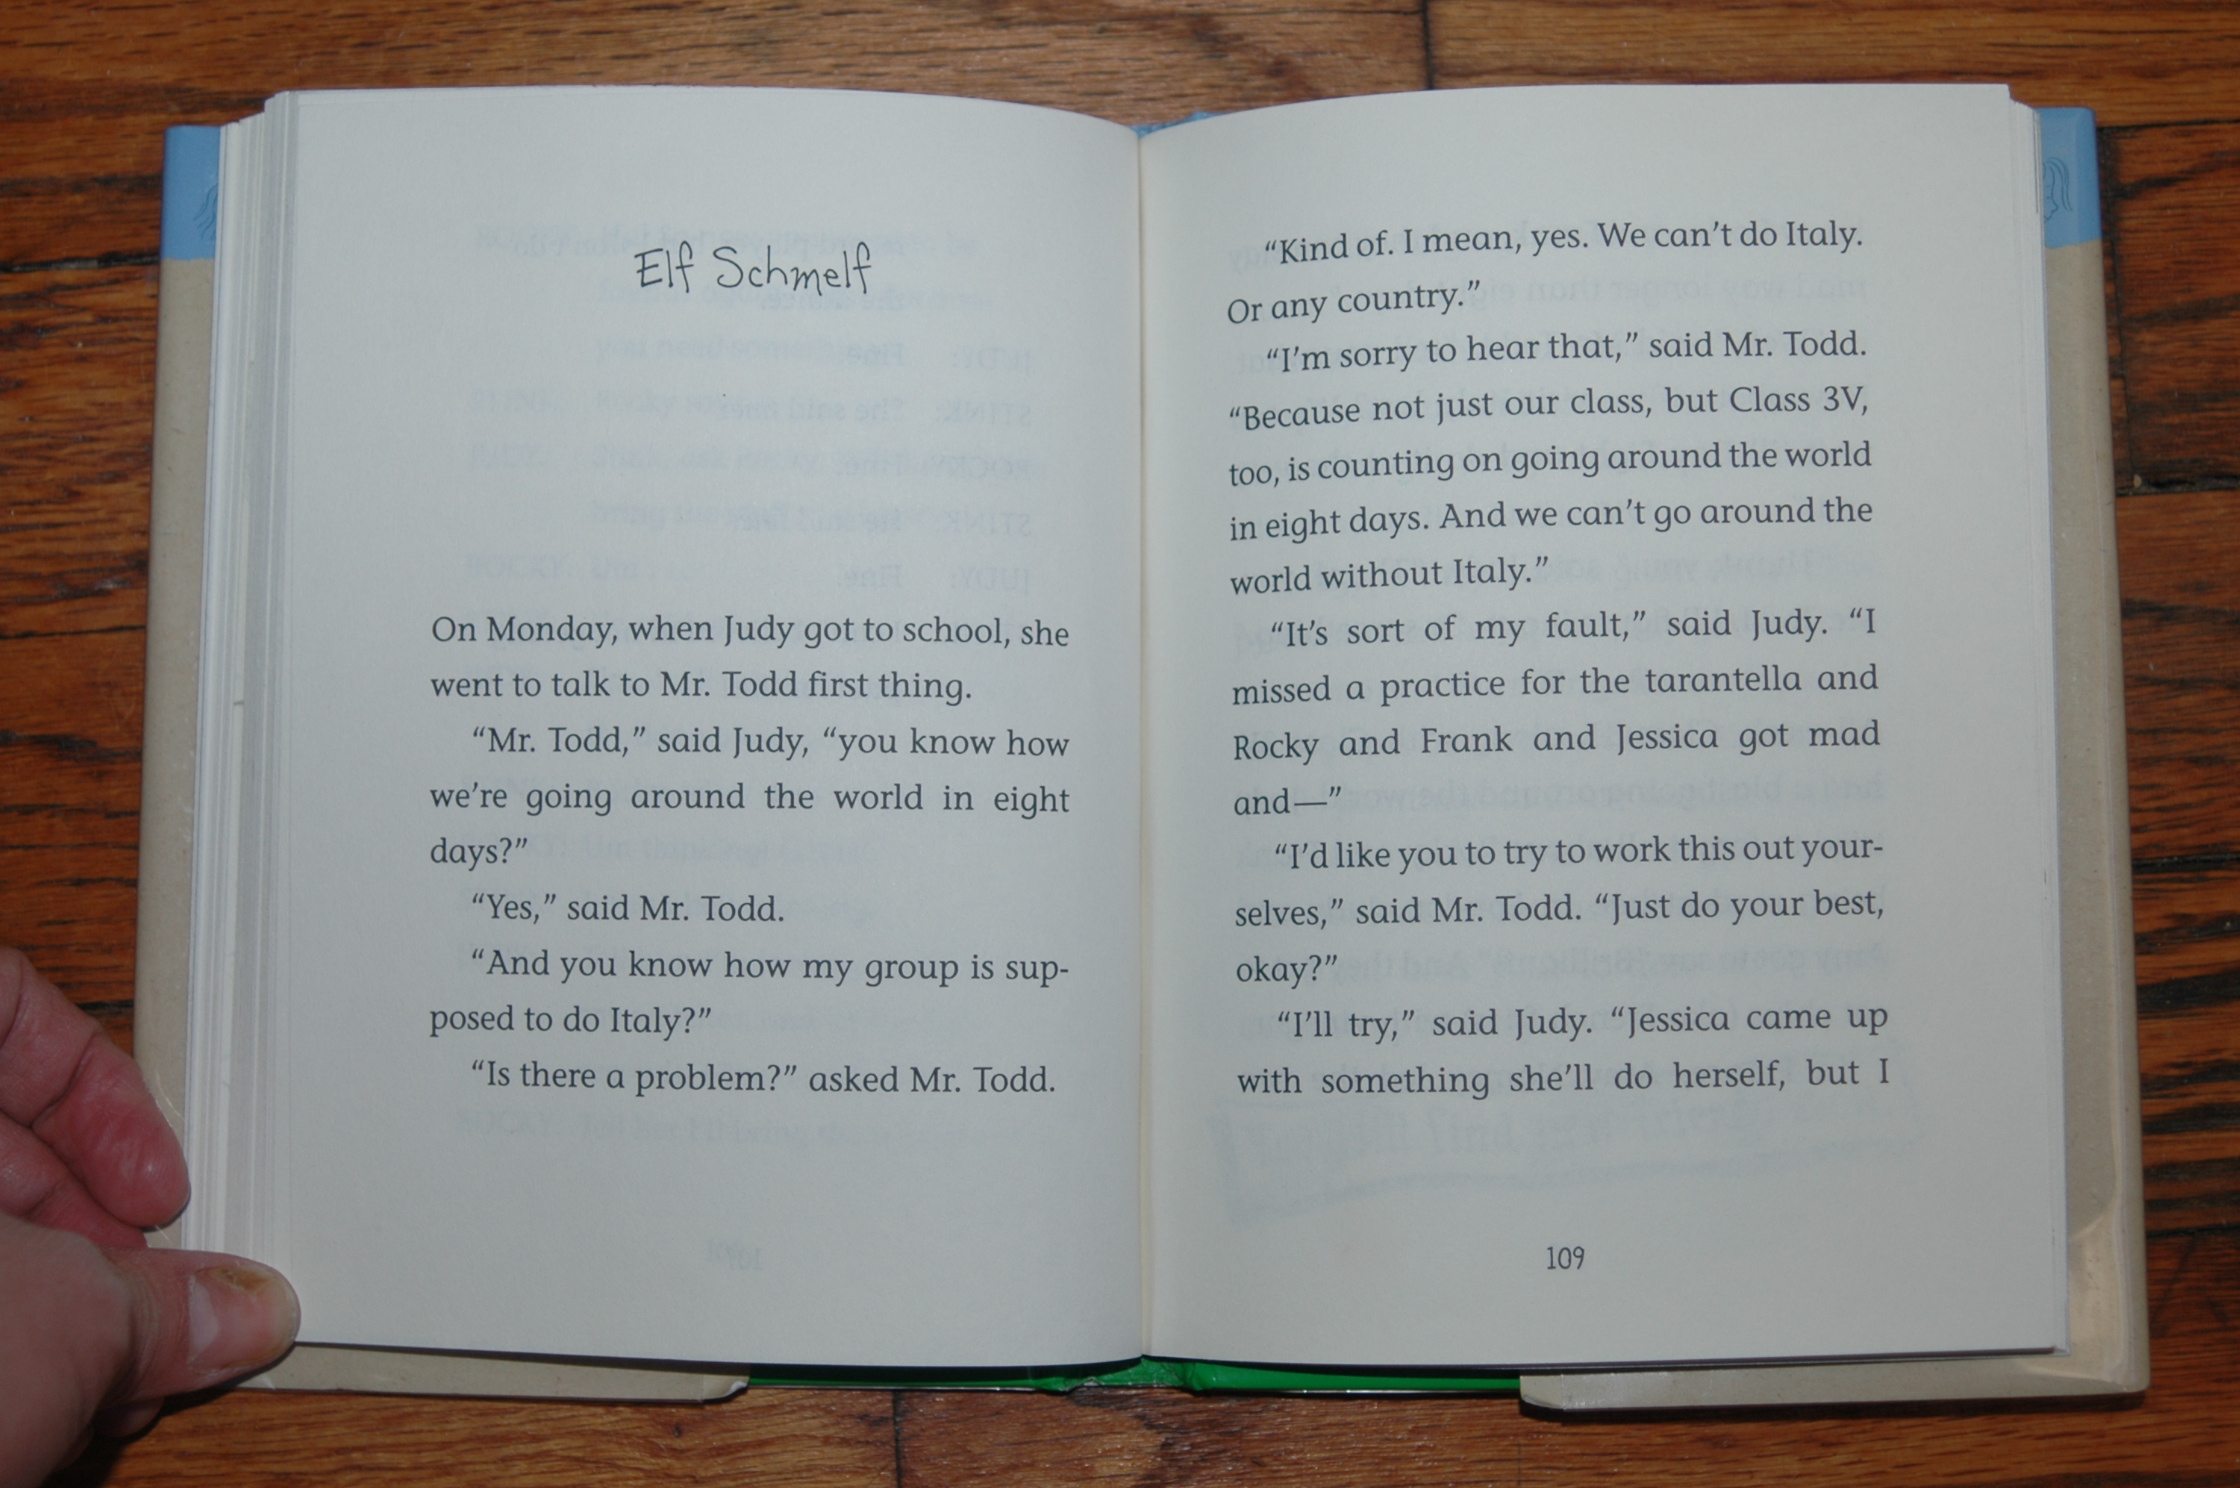 Elf Schmelf
On Monday, when Judy got to school, she
went to talk to Mr. Todd first thing.
“Mr. Todd,” said Judy, “you know how
we’re going around the world in eight
days?”
“Yes,” said Mr. Todd.
“And you know how my group is sup-
posed to do Italy?”
“Is there a problem?” asked Mr. Todd.
“Kind of. I mean, yes. We can’t do Italy.
Or any country.”
“I’m sorry to hear that,” said Mr. Todd.
“Because not just our class, but Class 3V,
too, is counting on going around the world
in eight days. And we can’t go around the
world without Italy.”
“It’s sort of my fault,” said Judy. “I
missed a practice for the tarantella and
Rocky and Frank and Jessica got mad
and—”
“I’d like you to try to work this out your-
selves,” said Mr. Todd. “Just do your best,
okay?”
“I’ll try,” said Judy. “Jessica came up
with something she’ll do herself, but I
109